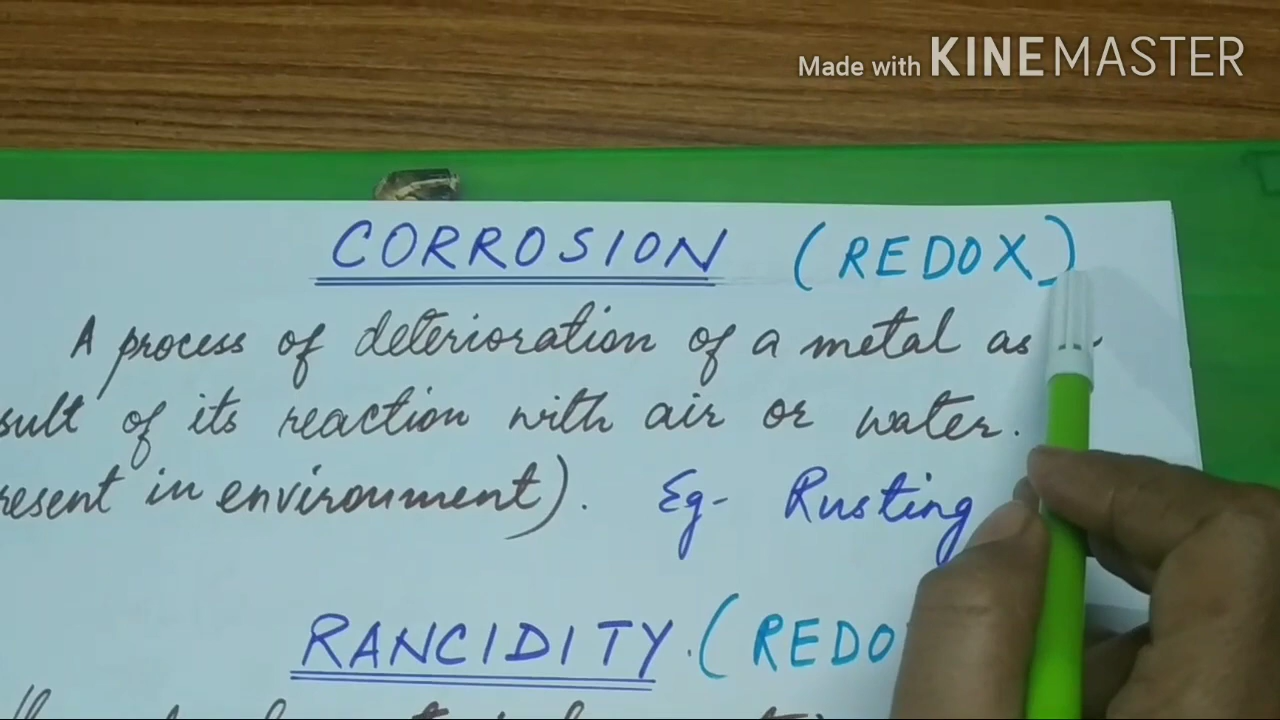 Made with KINEMASTER
CORROSION (REDOX)
A process of deterioration of a metal as
sult of its reaction with air or water.
resent in environment). Eg- Rusting
RANCIDITY. (REDO